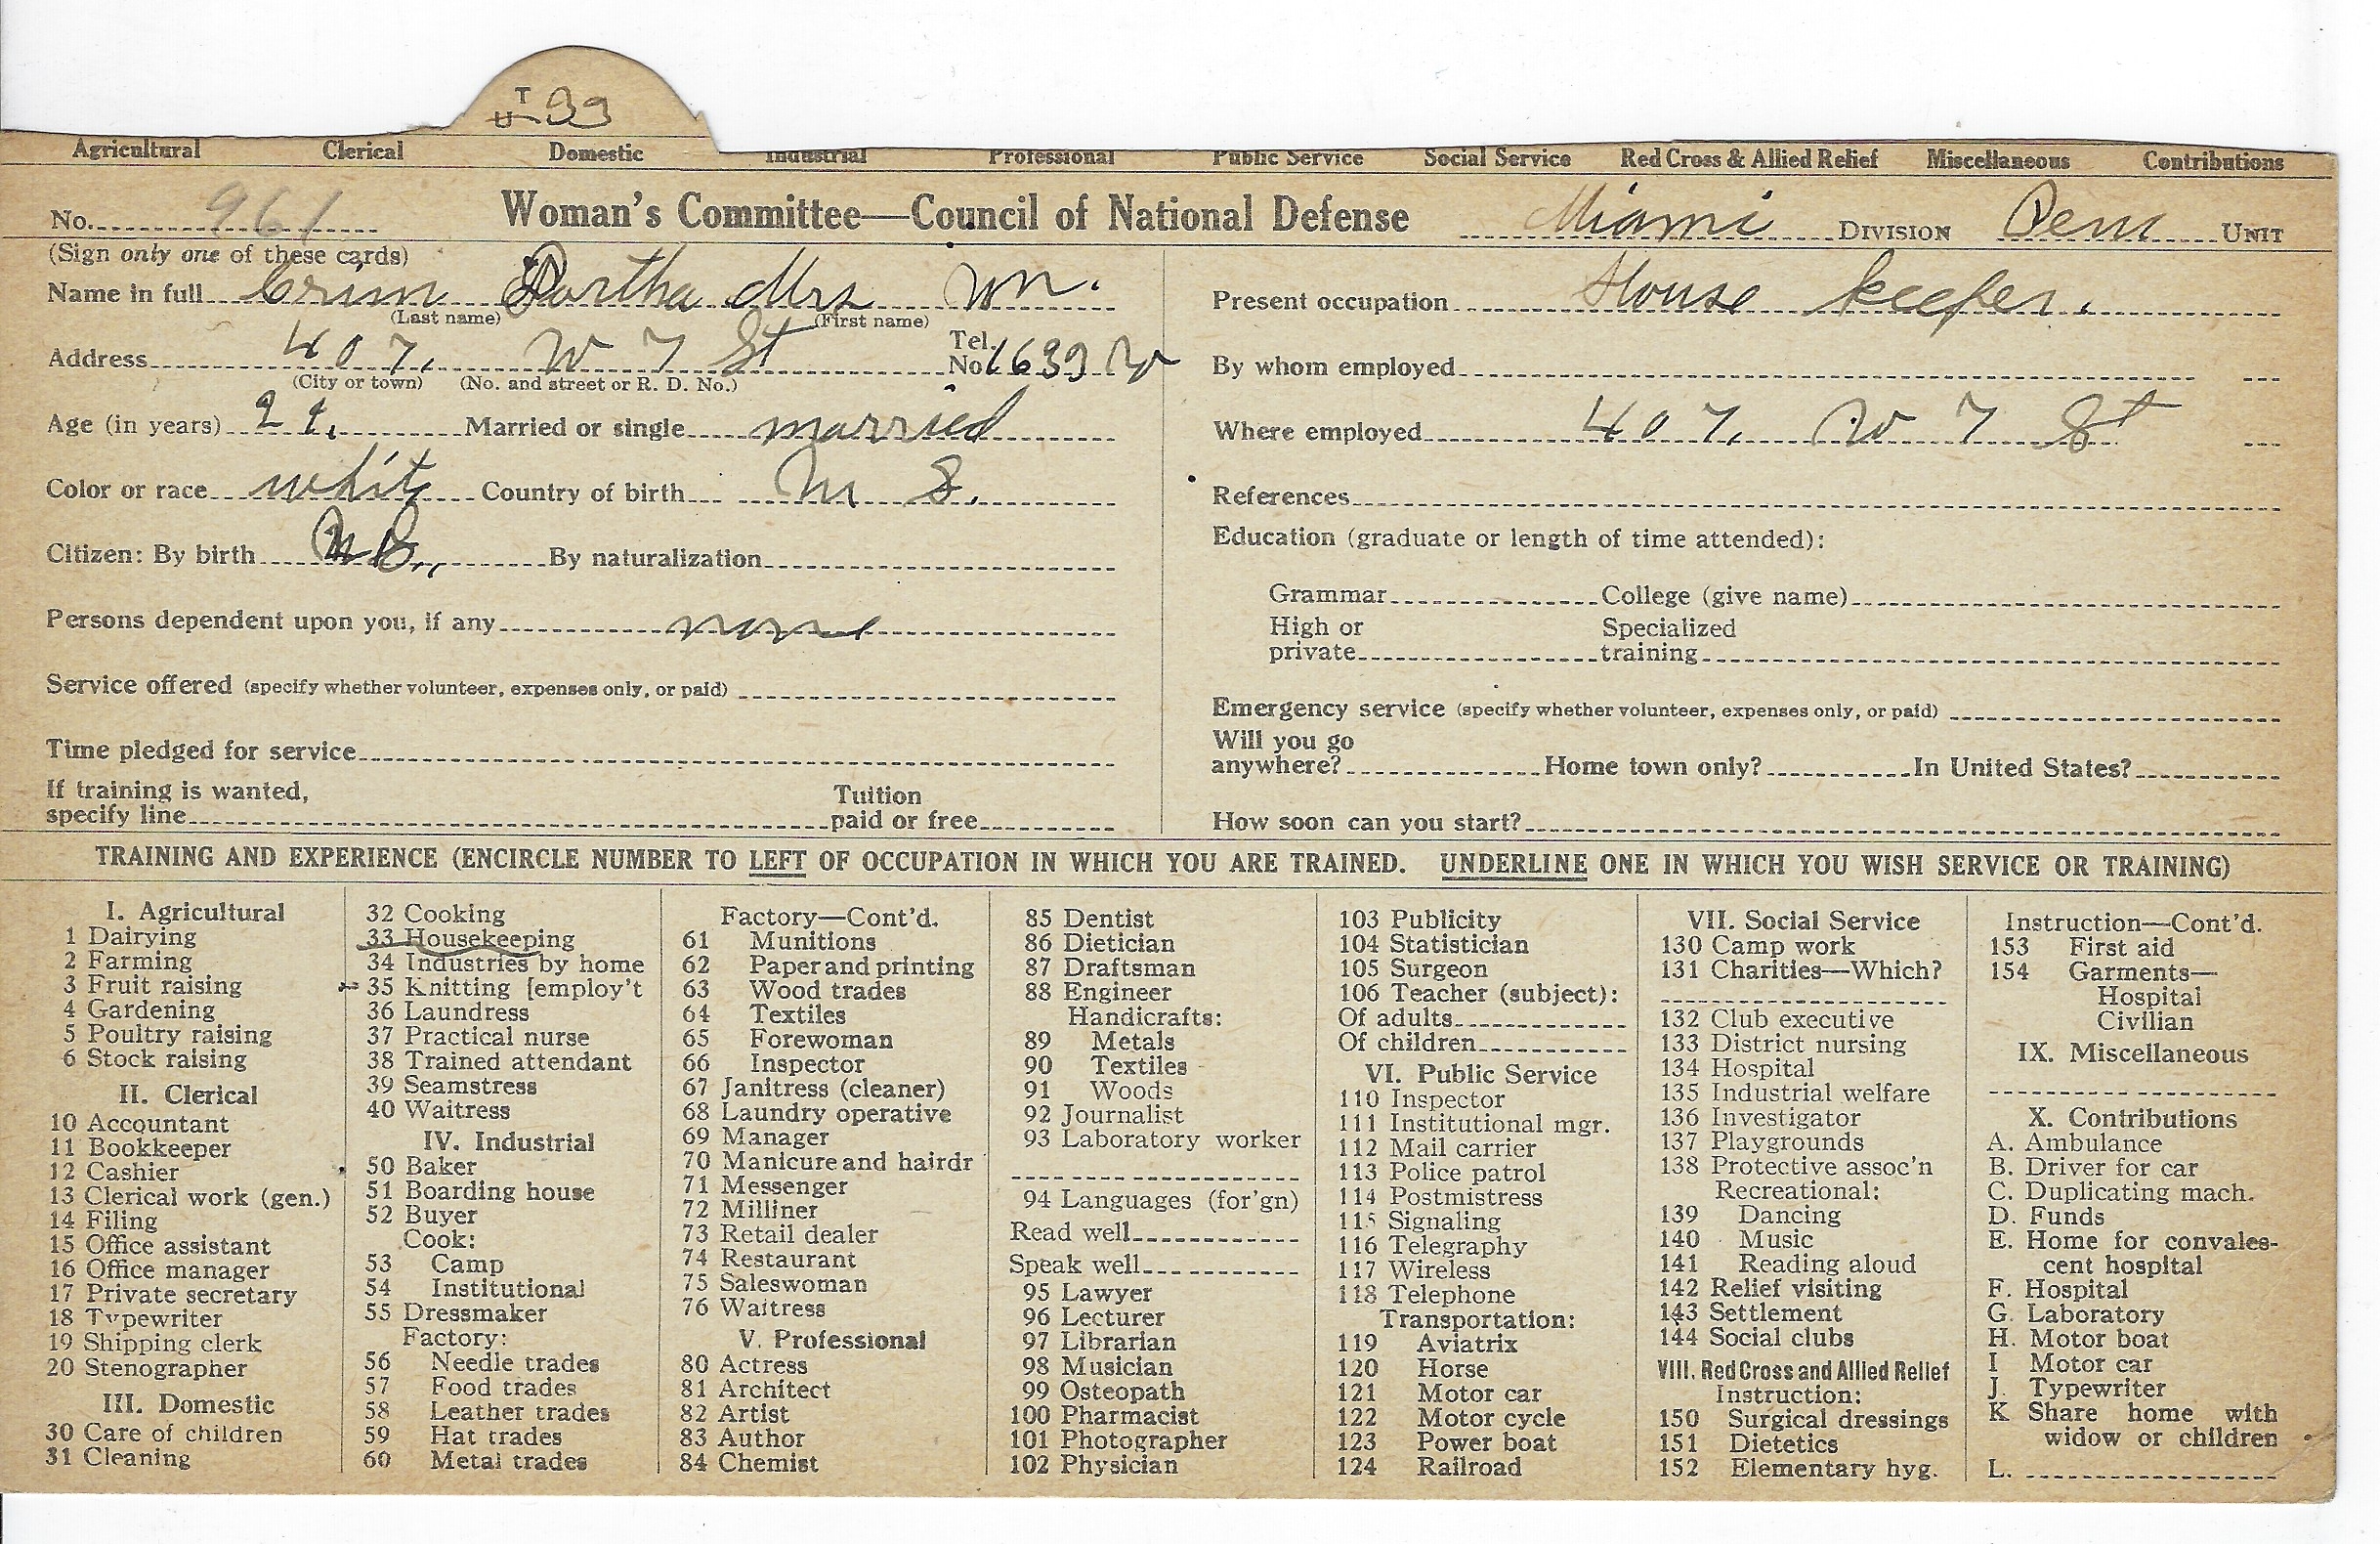 T 33
U
Agricultural Clerical Domestic Industrial Professional Public Service Social Service Red Cross & Allied Relief Miscellaneous Contributions
No. 961 Woman's Committee—Council of National Defense Miami DIVISION Peru UNIT
(Sign only one of these cards)
Name in full Crim Bertha Mrs Wm.
(Last name) (First name)
Address 407, W 7 St Tel. No 1639 W
(City or town) (No. and street or R. D. No.)
Age (in years) 29. Married or single married
Color or race white Country of birth U S.
Citizen: By birth By naturalization
Persons dependent upon you, if any none
Service offered (specify whether volunteer, expenses only, or paid)
Time pledged for service
If training is wanted,
specify line Tuition paid or free
Present occupation House keeper.
By whom employed
Where employed 407, W 7 St
References
Education (graduate or length of time attended):
Grammar College (give name)
High or private Specialized training
Emergency service (specify whether volunteer, expenses only, or paid)
Will you go
anywhere? Home town only? In United States?
How soon can you start?
TRAINING AND EXPERIENCE (ENCIRCLE NUMBER TO LEFT OF OCCUPATION IN WHICH YOU ARE TRAINED. UNDERLINE ONE IN WHICH YOU WISH SERVICE OR TRAINING)
I. Agricultural
1 Dairying
2 Farming
3 Fruit raising
4 Gardening
5 Poultry raising
6 Stock raising
II. Clerical
10 Accountant
11 Bookkeeper
12 Cashier
13 Clerical work (gen.)
14 Filing
15 Office assistant
16 Office manager
17 Private secretary
18 Typewriter
19 Shipping clerk
20 Stenographer
III. Domestic
30 Care of children
31 Cleaning
32 Cooking
33 Housekeeping
34 Industries by home
35 Knitting [employ't
36 Laundress
37 Practical nurse
38 Trained attendant
39 Seamstress
40 Waitress
IV. Industrial
50 Baker
51 Boarding house
52 Buyer
Cook:
53 Camp
54 Institutional
55 Dressmaker
Factory:
56 Needle trades
57 Food trades
58 Leather trades
59 Hat trades
60 Metal trades
Factory—Cont'd.
61 Munitions
62 Paper and printing
63 Wood trades
64 Textiles
65 Forewoman
66 Inspector
67 Janitress (cleaner)
68 Laundry operative
69 Manager
70 Manicure and hairdr
71 Messenger
72 Milliner
73 Retail dealer
74 Restaurant
75 Saleswoman
76 Waitress
V. Professional
80 Actress
81 Architect
82 Artist
83 Author
84 Chemist
85 Dentist
86 Dietician
87 Draftsman
88 Engineer
Handicrafts:
89 Metals
90 Textiles
91 Woods
92 Journalist
93 Laboratory worker
94 Languages (for'gn)
Read well
Speak well
95 Lawyer
96 Lecturer
97 Librarian
98 Musician
99 Osteopath
100 Pharmacist
101 Photographer
102 Physician
103 Publicity
104 Statistician
105 Surgeon
106 Teacher (subject):
Of adults
Of children
VI. Public Service
110 Inspector
111 Institutional mgr.
112 Mail carrier
113 Police patrol
114 Postmistress
115 Signaling
116 Telegraphy
117 Wireless
118 Telephone
Transportation:
119 Aviatrix
120 Horse
121 Motor car
122 Motor cycle
123 Power boat
124 Railroad
VII. Social Service
130 Camp work
131 Charities—Which?
132 Club executive
133 District nursing
134 Hospital
135 Industrial welfare
136 Investigator
137 Playgrounds
138 Protective assoc'n
Recreational:
139 Dancing
140 Music
141 Reading aloud
142 Relief visiting
143 Settlement
144 Social clubs
VIII. Red Cross and Allied Relief
Instruction:
150 Surgical dressings
151 Dietetics
152 Elementary hyg.
Instruction—Cont'd.
153 First aid
154 Garments—
Hospital
Civilian
IX. Miscellaneous
X. Contributions
A. Ambulance
B. Driver for car
C. Duplicating mach.
D. Funds
E. Home for convales-
cent hospital
F. Hospital
G. Laboratory
H. Motor boat
I Motor car
J. Typewriter
K Share home with
widow or children
L.